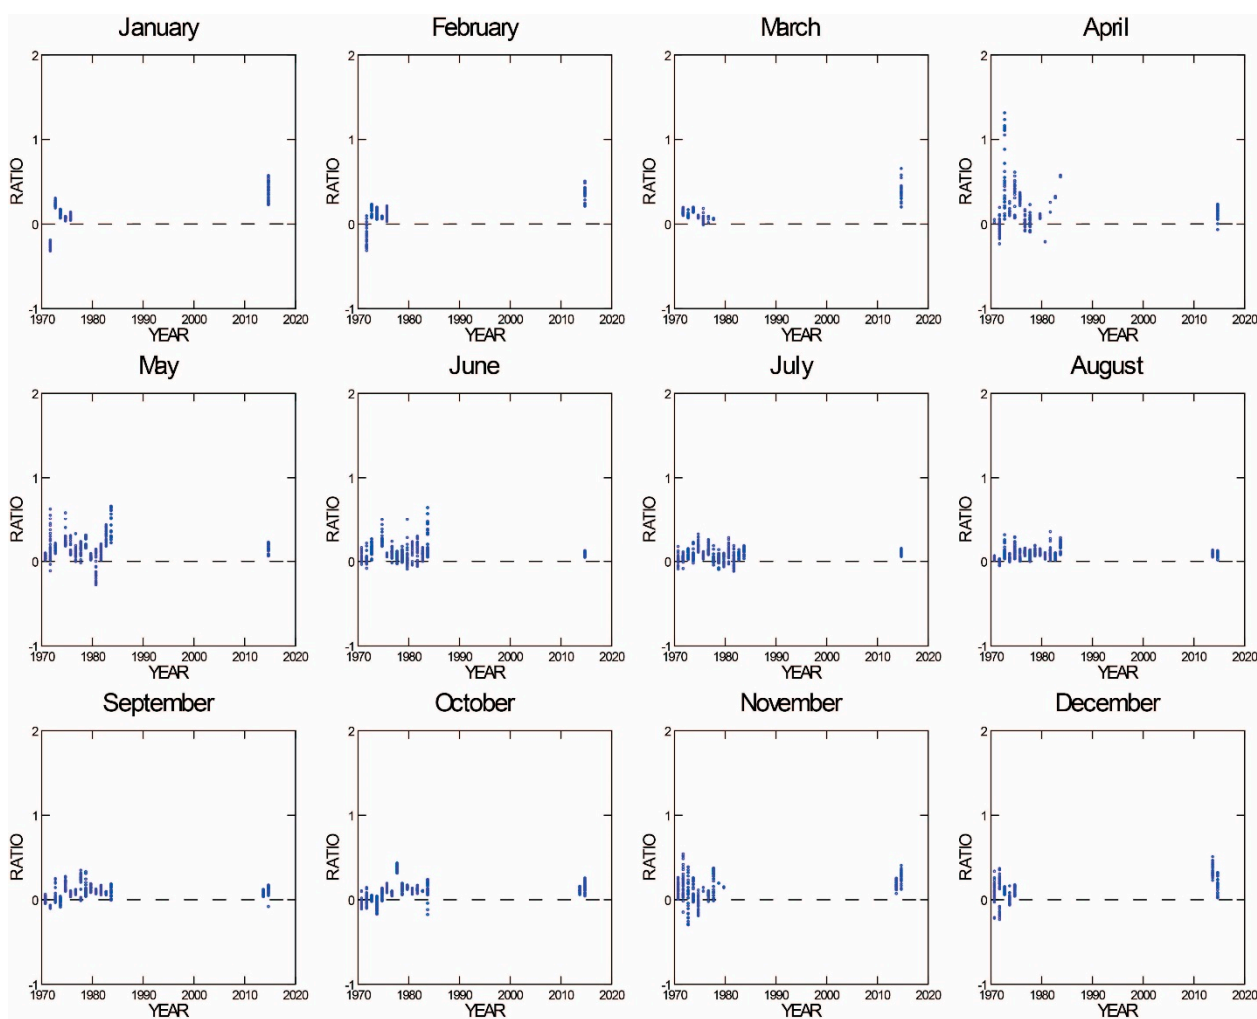 January February March April
2 2 2 2
1 1 1 1
RATIO RATIO RATIO RATIO
0 0 0 0
-1 -1 -1 -1
1970 1980 1990 2000 2010 2020 1970 1980 1990 2000 2010 2020 1970 1980 1990 2000 2010 2020 1970 1980 1990 2000 2010 2020
YEAR YEAR YEAR YEAR
May June July August
2 2 2 2
1 1 1 1
RATIO RATIO RATIO RATIO
0 0 0 0
-1 -1 -1 -1
1970 1980 1990 2000 2010 2020 1970 1980 1990 2000 2010 2020 1970 1980 1990 2000 2010 2020 1970 1980 1990 2000 2010 2020
YEAR YEAR YEAR YEAR
September October November December
2 2 2 2
1 1 1 1
RATIO RATIO RATIO RATIO
0 0 0 0
-1 -1 -1 -1
1970 1980 1990 2000 2010 2020 1970 1980 1990 2000 2010 2020 1970 1980 1990 2000 2010 2020 1970 1980 1990 2000 2010 2020
YEAR YEAR YEAR YEAR